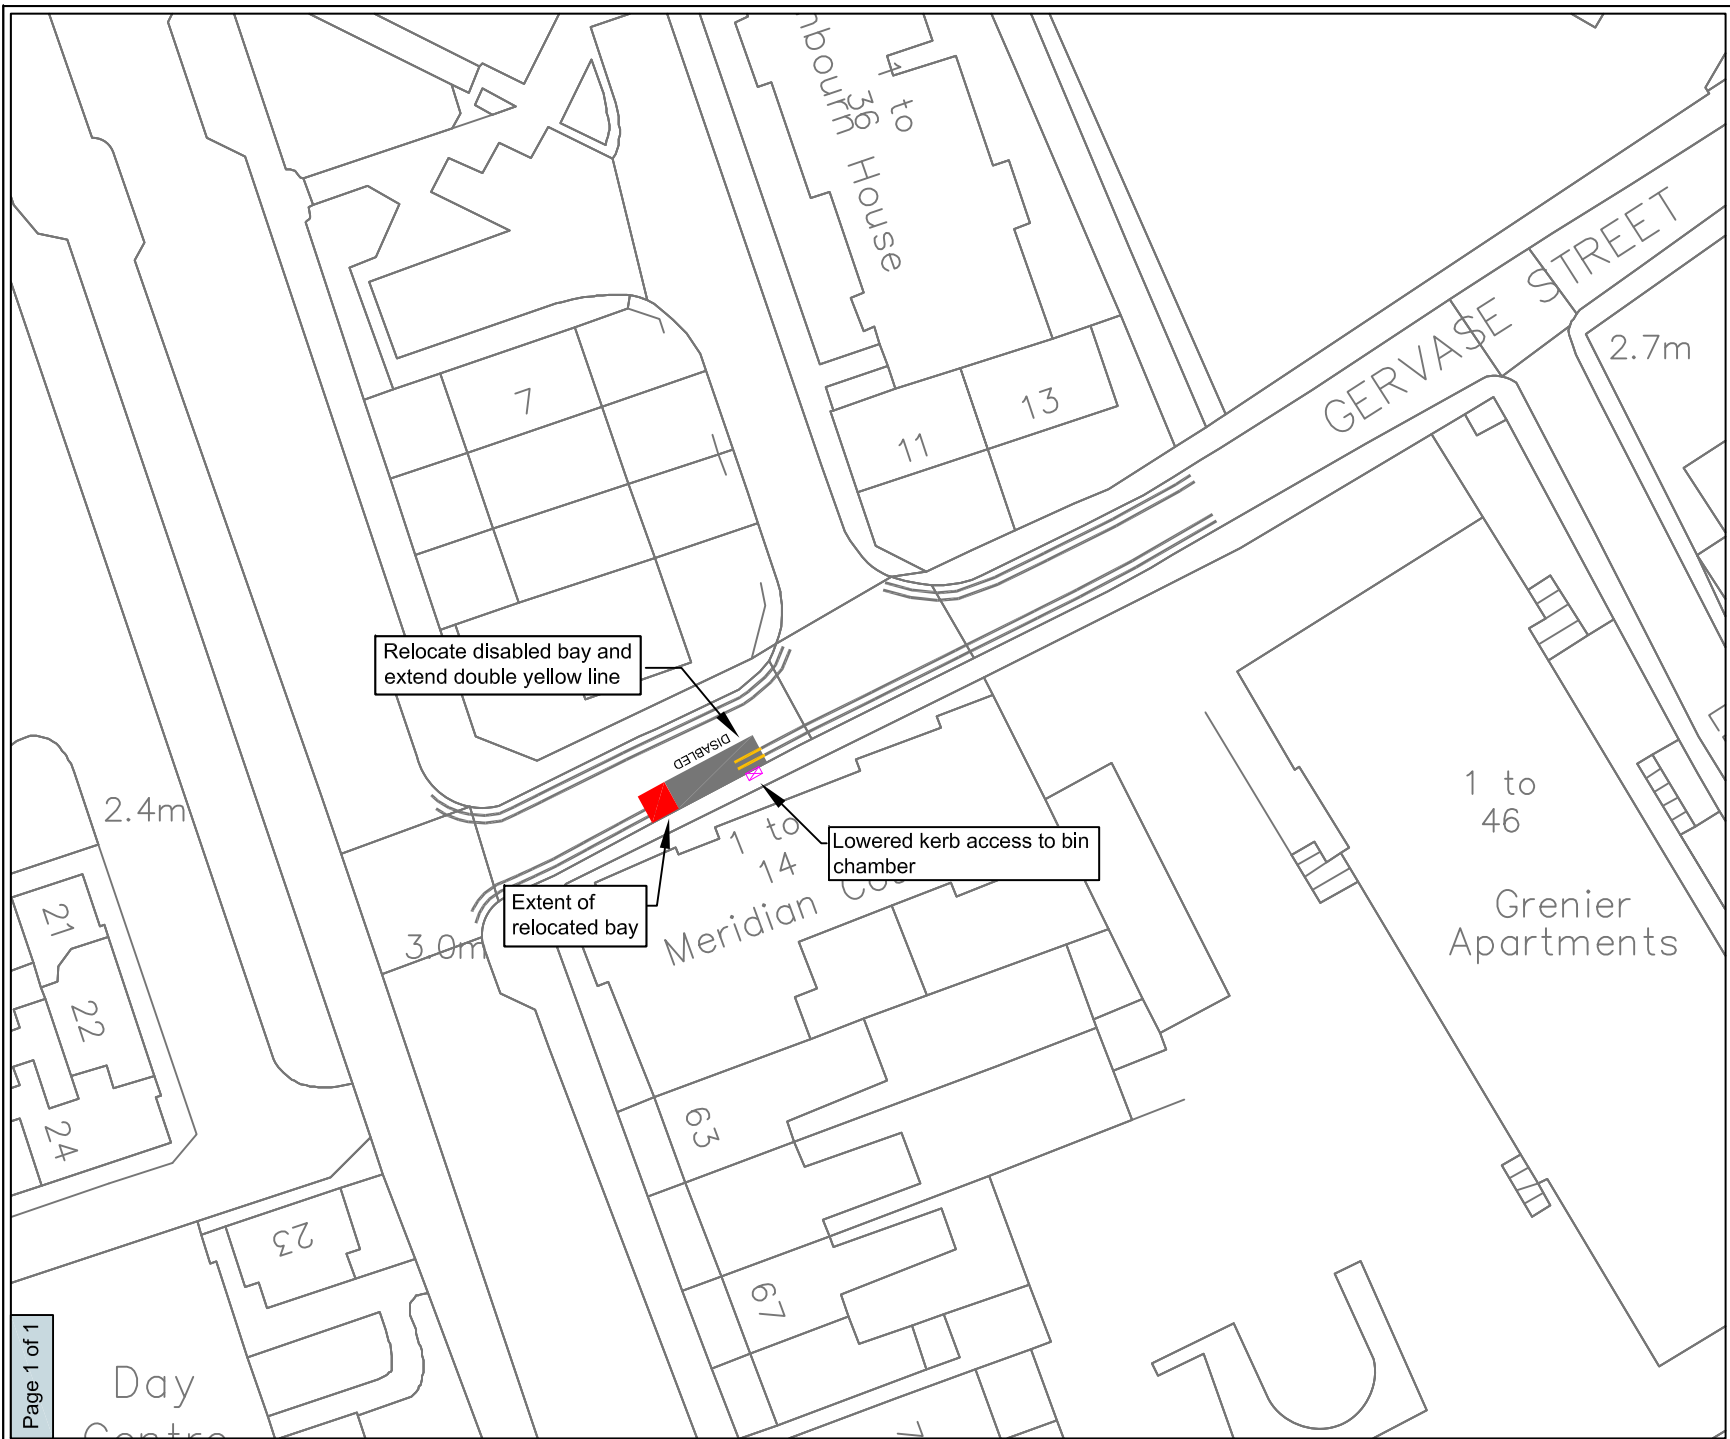 1 to
36
House
GERVASE STREET
2.7m
7
13
11
Relocate disabled bay and
extend double yellow line
DISABLED
2.4m
1 to
46
Grenier
Apartments
1 to
14
Meridian
Lowered kerb access to bin
chamber
Extent of
relocated bay
3.0m
21
22
24
63
23
67
Page 1 of 1
Day